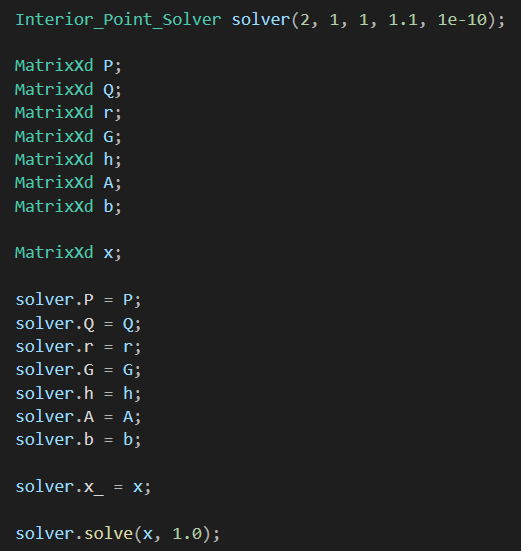 Interior_Point_Solver solver(2, 1, 1, 1.1, 1e-10);
MatrixXd P;
MatrixXd Q;
MatrixXd r;
MatrixXd G;
MatrixXd h;
MatrixXd A;
MatrixXd b;
MatrixXd x;
solver.P = P;
solver.Q = Q;
solver.r = r;
solver.G = G;
solver.h = h;
solver.A = A;
solver.b = b;
solver.x_ = x;
solver.solve(x, 1.0);